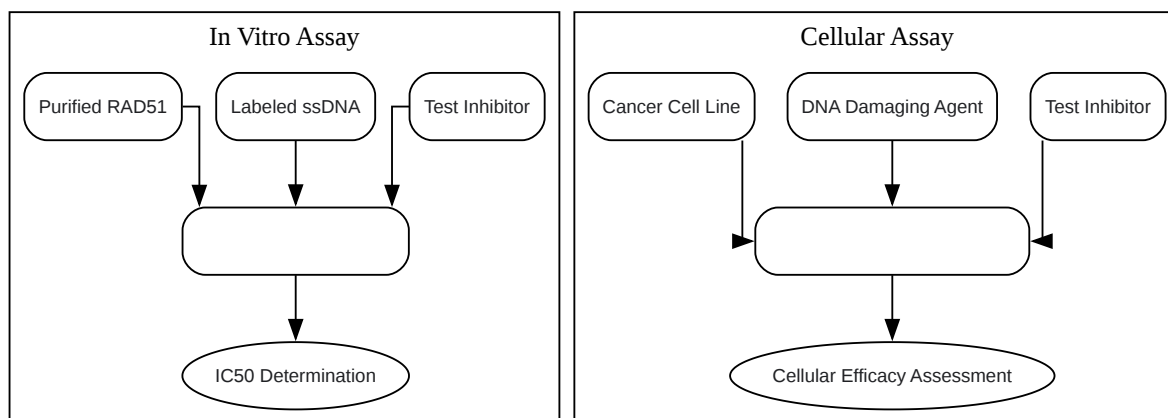 In Vitro Assay
Purified RAD51
Labeled ssDNA
Test Inhibitor
IC50 Determination
Cellular Assay
Cancer Cell Line
DNA Damaging Agent
Test Inhibitor
Cellular Efficacy Assessment